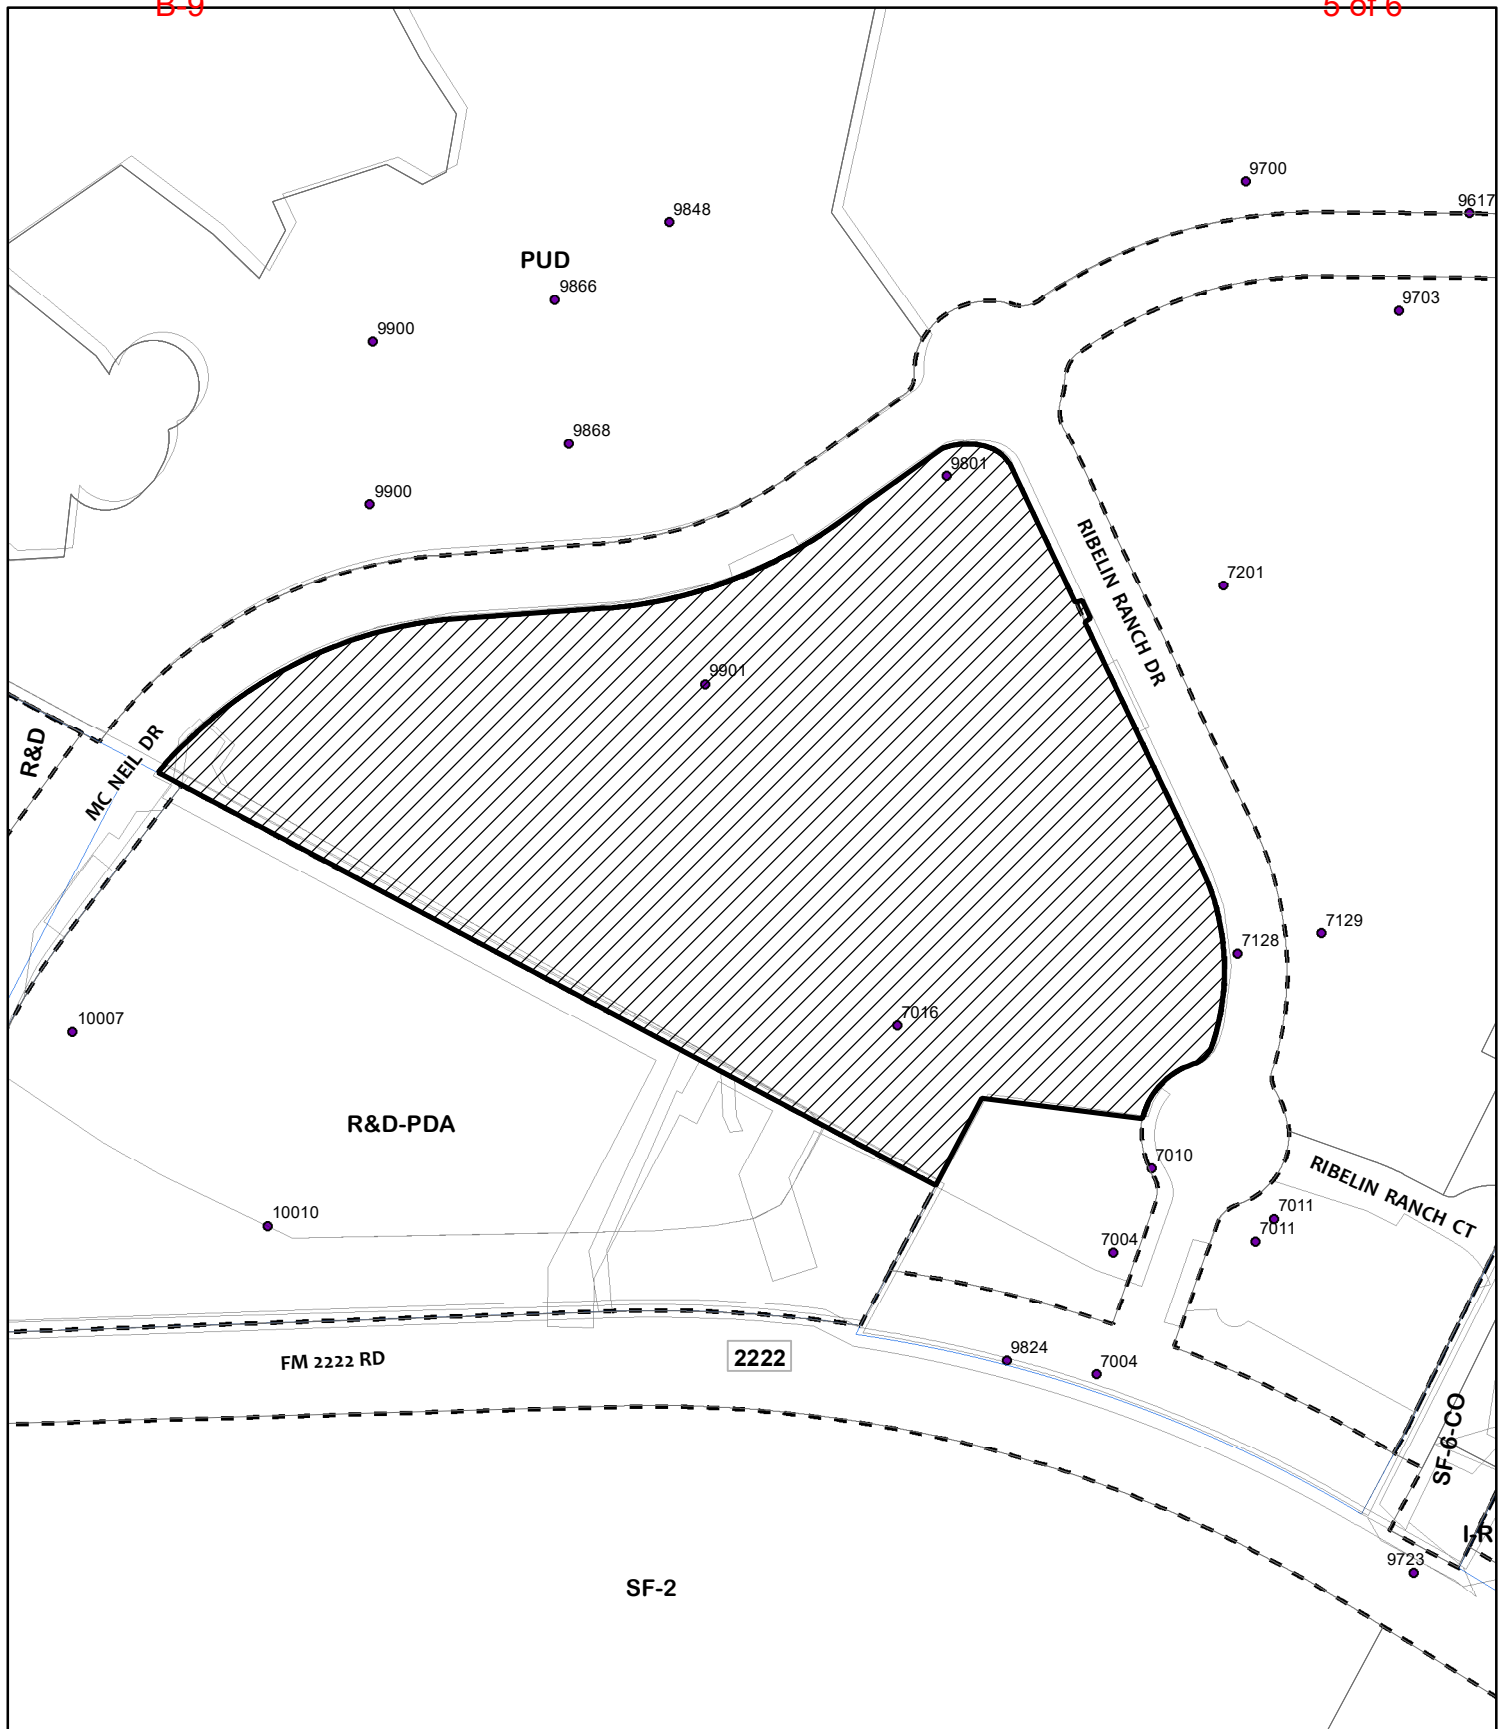 B-9
5 of 6
9700
9617
9848
PUD
9866
9703
9900
9868
9801
9900
RIBELIN RANCH DR
7201
9901
R&D
MC NEIL DR
7129
7128
7016
10007
R&D-PDA
7010
RIBELIN RANCH CT
10010
7011
7011
7004
FM 2222 RD
2222
9824
7004
SF-6-CO
I-R
9723
SF-2